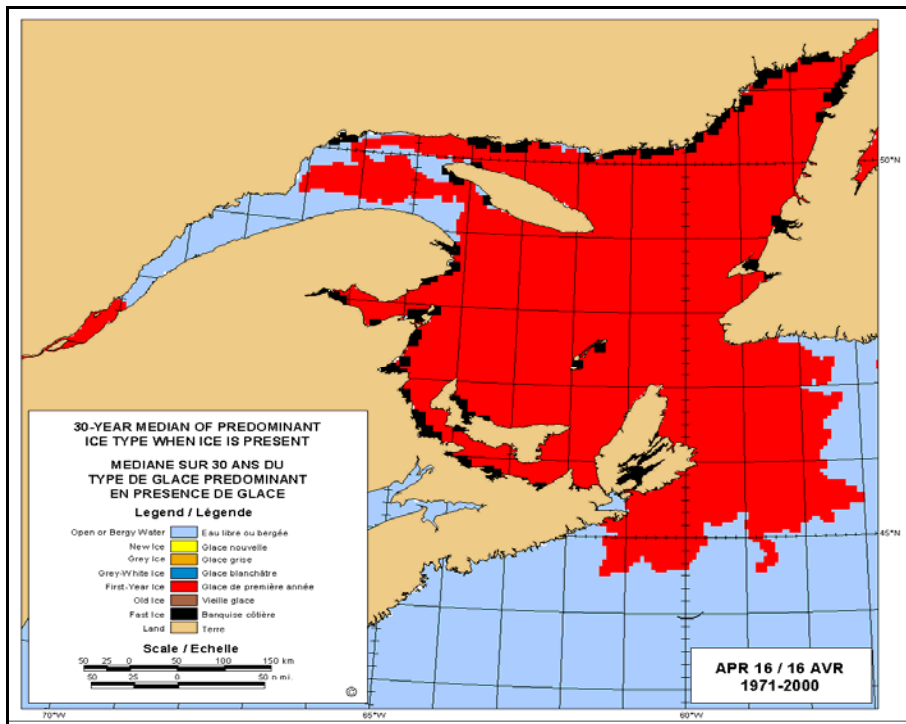 50°N
45°N
30-YEAR MEDIAN OF PREDOMINANT
ICE TYPE WHEN ICE IS PRESENT
MEDIANE SUR 30 ANS DU
TYPE DE GLACE PREDOMINANT
EN PRESENCE DE GLACE
Legend / Légende
Open or Bergy Water Eau libre ou bergée
New Ice Glace nouvelle
Grey Ice Glace grise
Grey-White Ice Glace blanchâtre
First-Year Ice Glace de première année
Old Ice Vieille glace
Fast Ice Banquise côtière
Land Terre
Scale / Echelle
50 25 0 50 100 150 km
50 25 0 50 n mi.
©
APR 16 / 16 AVR
1971-2000
70°W 65°W 60°W